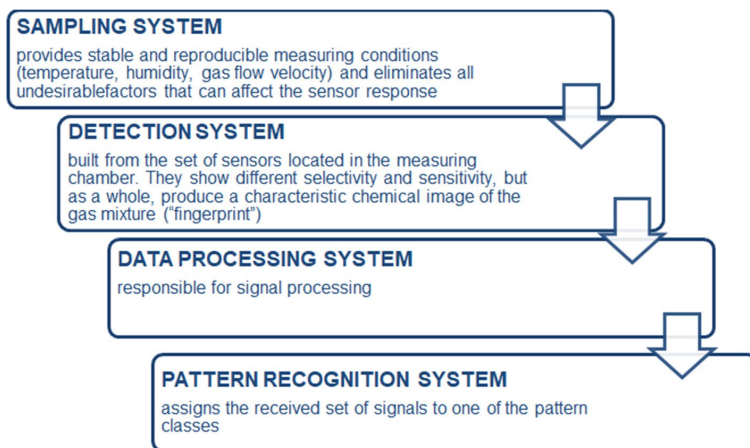 SAMPLING SYSTEM
provides stable and reproducible measuring conditions
(temperature, humidity, gas flow velocity) and eliminates all
undesirablefactors that can affect the sensor response
DETECTION SYSTEM
built from the set of sensors located in the measuring
chamber. They show different selectivity and sensitivity, but
as a whole, produce a characteristic chemical image of the
gas mixture (“fingerprint”)
DATA PROCESSING SYSTEM
responsible for signal processing
PATTERN RECOGNITION SYSTEM
assigns the received set of signals to one of the pattern
classes